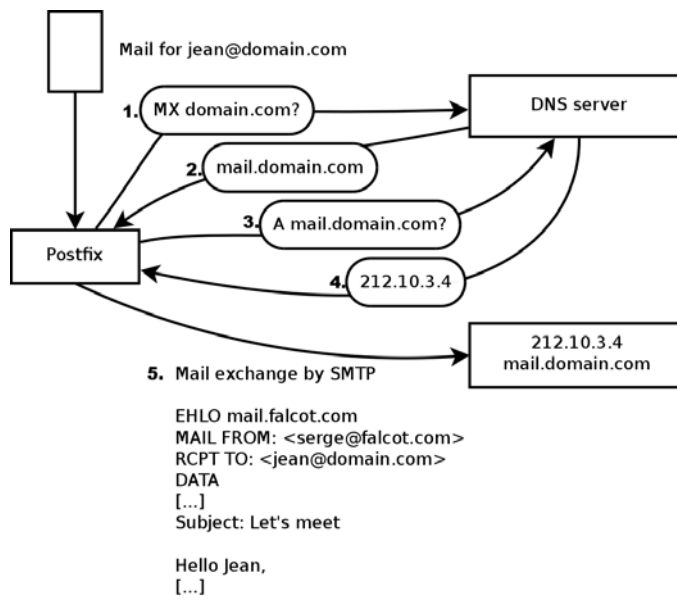 Mail for jean@domain.com
1. MX domain.com?
DNS server
2. mail.domain.com
3. A mail.domain.com?
Postfix
4. 212.10.3.4
212.10.3.4
mail.domain.com
5. Mail exchange by SMTP
EHLO mail.falcot.com
MAIL FROM: <serge@falcot.com>
RCPT TO: <jean@domain.com>
DATA
[...]
Subject: Let's meet
Hello Jean,
[...]